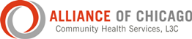 ALLIANCE OF CHICAGO
Community Health Services, L3C